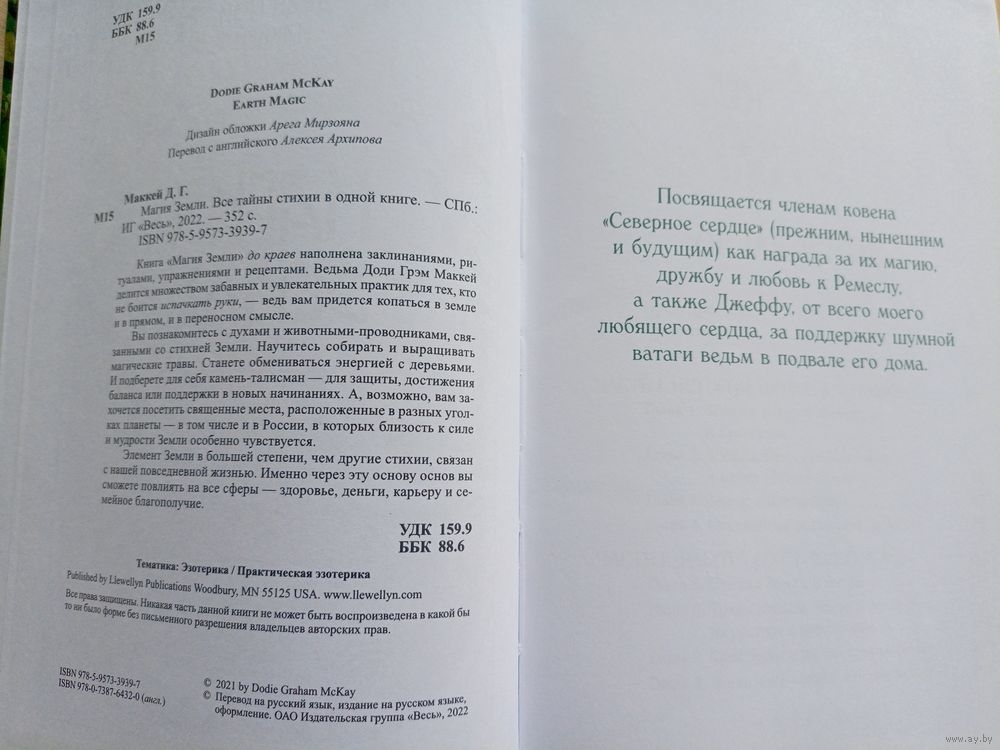 УДК 159.9
ББК 88.6
М15
Dodie Graham McKay
Earth Magic
Дизайн обложки Арега Мирзояна
Перевод с английского Алексея Архипова
Маккей Д. Г.
М15 Магия Земли. Все тайны стихии в одной книге. — СПб.:
ИГ «Весь», 2022. — 352 с.
ISBN 978-5-9573-3939-7
Книга «Магия Земли» до краев наполнена заклинаниями, ри-
туалами, упражнениями и рецептами. Ведьма Доди Грэм Маккей
делится множеством забавных и увлекательных практик для тех, кто
не боится испачкать руки, — ведь вам придется копаться в земле
и в прямом, и в переносном смысле.
Вы познакомитесь с духами и животными-проводниками, свя-
занными со стихией Земли. Научитесь собирать и выращивать
магические травы. Станете обмениваться энергией с деревьями.
И подберете для себя камень-талисман — для защиты, достижения
баланса или поддержки в новых начинаниях. А, возможно, вам за-
хочется посетить священные места, расположенные в разных угол-
ках планеты — в том числе и в России, в которых близость к силе
и мудрости Земли особенно чувствуется.
Элемент Земли в большей степени, чем другие стихии, связан
с нашей повседневной жизнью. Именно через эту основу основ вы
сможете повлиять на все сферы — здоровье, деньги, карьеру и се-
мейное благополучие.
УДК 159.9
ББК 88.6
Тематика: Эзотерика / Практическая эзотерика
Published by Llewellyn Publications Woodbury, MN 55125 USA. www.llewellyn.com
Все права защищены. Никакая часть данной книги не может быть воспроизведена в какой бы
то ни было форме без письменного разрешения владельцев авторских прав.
ISBN 978-5-9573-3939-7
ISBN 978-0-7387-6432-0 (англ.)
© 2021 by Dodie Graham McKay
© Перевод на русский язык, издание на русском языке,
оформление. ОАО Издательская группа «Весь», 2022
Посвящается членам ковена
«Северное сердце» (прежним, нынешним
и будущим) как награда за их магию,
дружбу и любовь к Ремеслу,
а также Джеффу, от всего моего
любящего сердца, за поддержку шумной
ватаги ведьм в подвале его дома.
www.ay.by